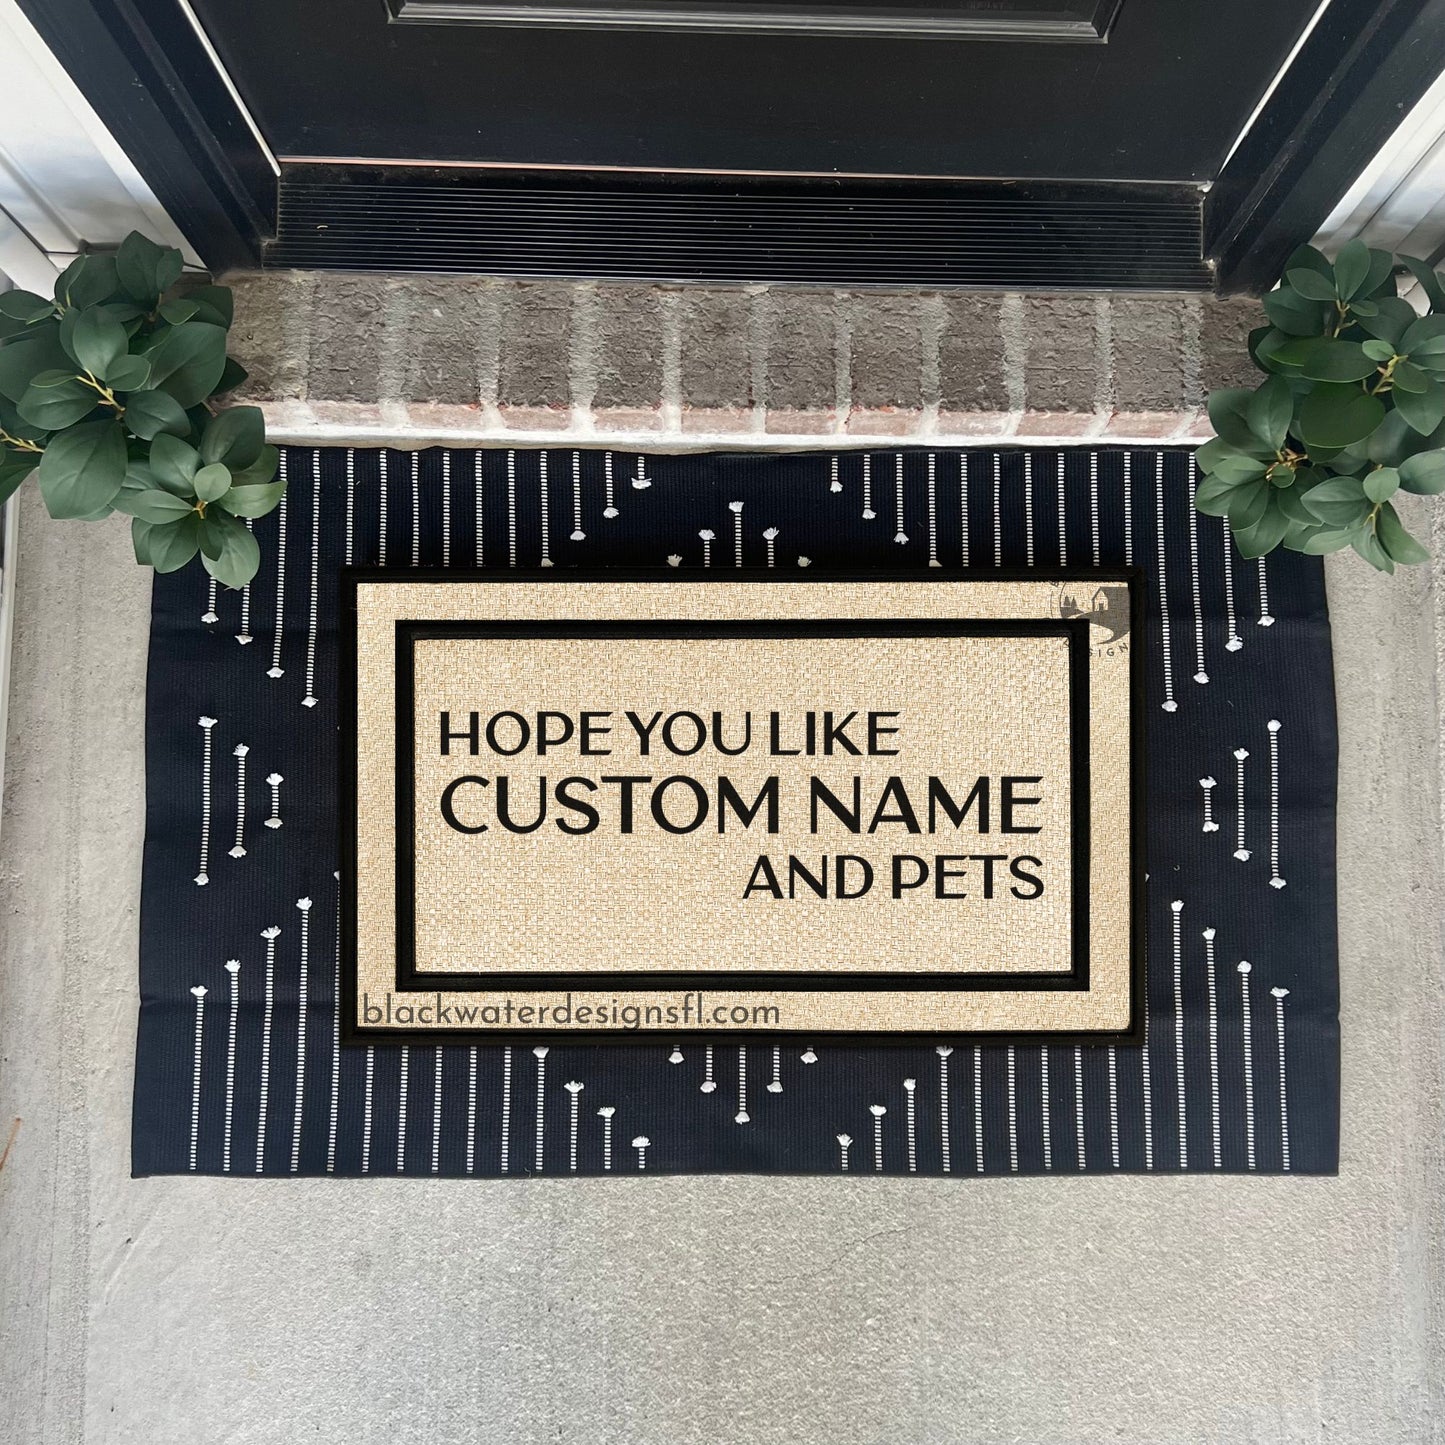 HOPE YOU LIKE
CUSTOM NAME
AND PETS
blackwaterdesignsfl.com